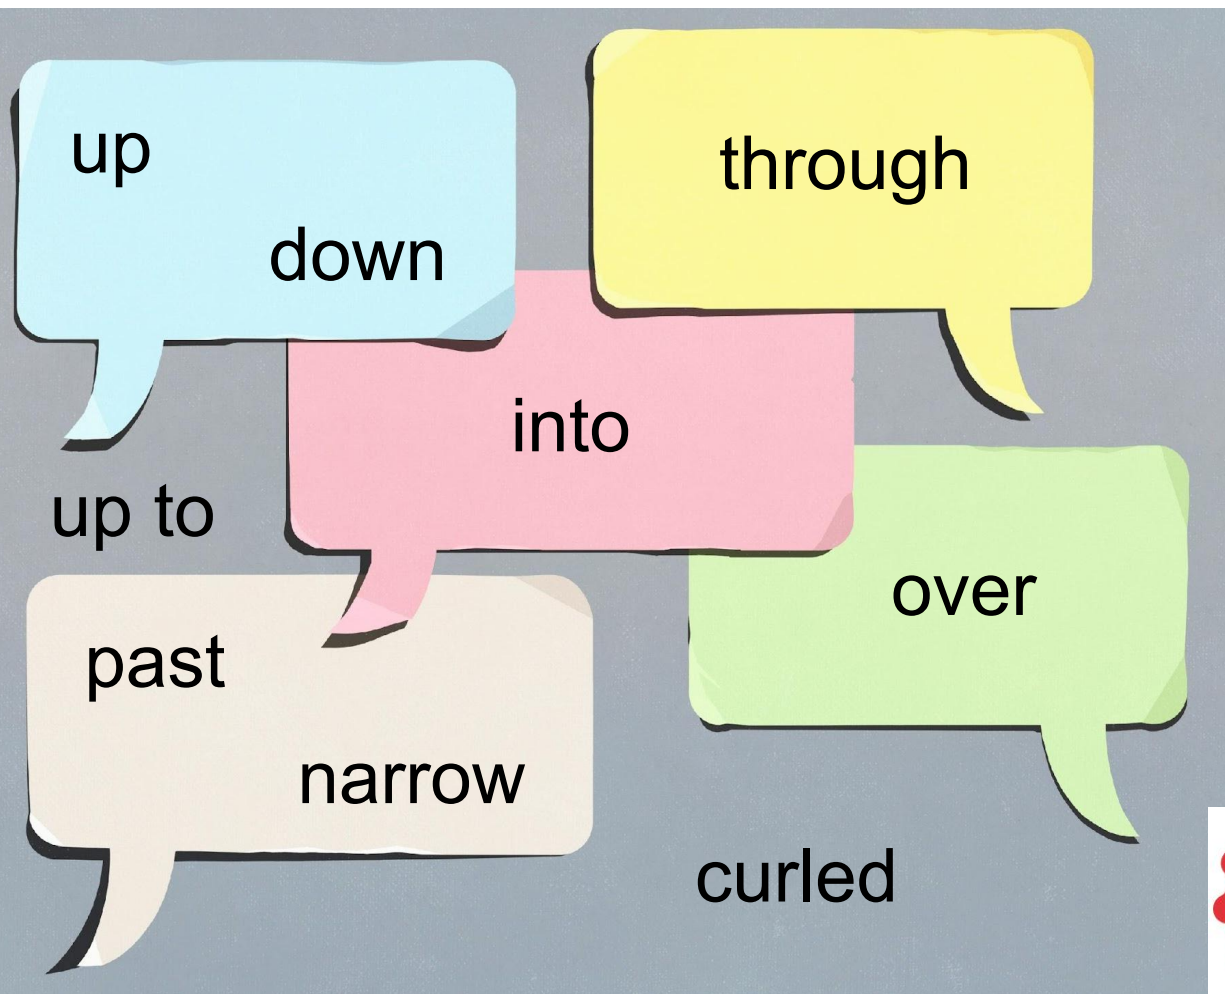 up
through
down
into
up to
over
past
narrow
curled